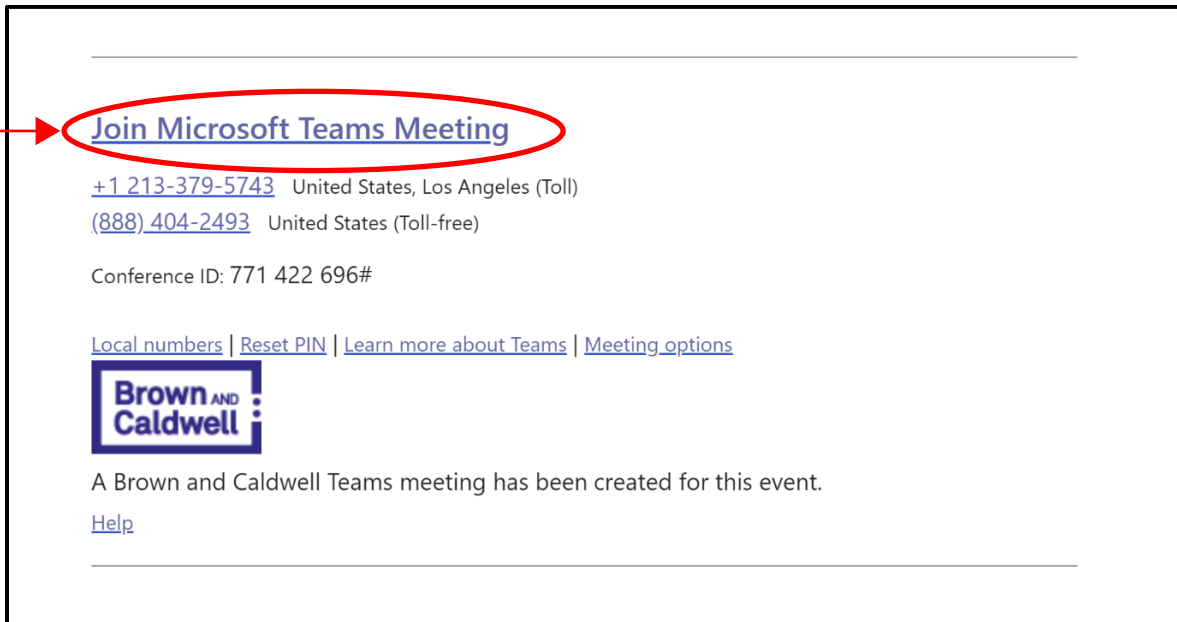 Join Microsoft Teams Meeting
+1 213-379-5743 United States, Los Angeles (Toll)
(888) 404-2493 United States (Toll-free)
Conference ID: 771 422 696#
Local numbers | Reset PIN | Learn more about Teams | Meeting options
Brown AND
Caldwell
A Brown and Caldwell Teams meeting has been created for this event.
Help